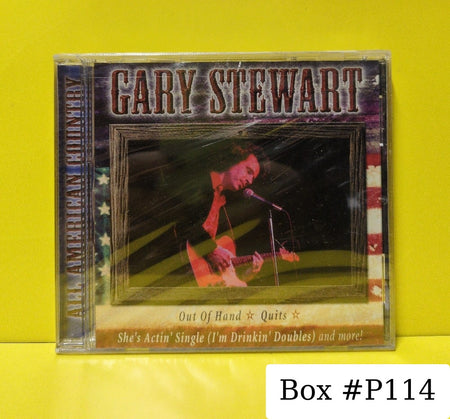 GARY STEWART
ALL AMERICAN COUNTRY
Out Of Hand ☆ Quits ☆
She's Actin' Single (I'm Drinkin' Doubles) and more!
Box #P114